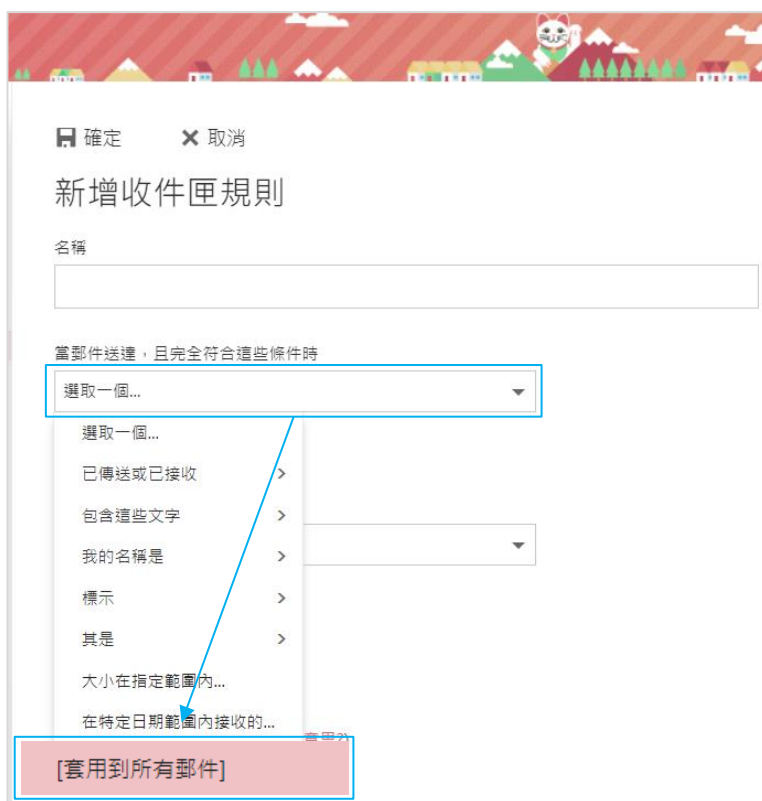 確定 取消
新增收件匣規則
名稱
當郵件送達，且完全符合這些條件時
選取一個...
選取一個...
已傳送或已接收
包含這些文字
我的名稱是
標示
其是
大小在指定範圍內...
在特定日期範圍內接收的...
[套用到所有郵件]